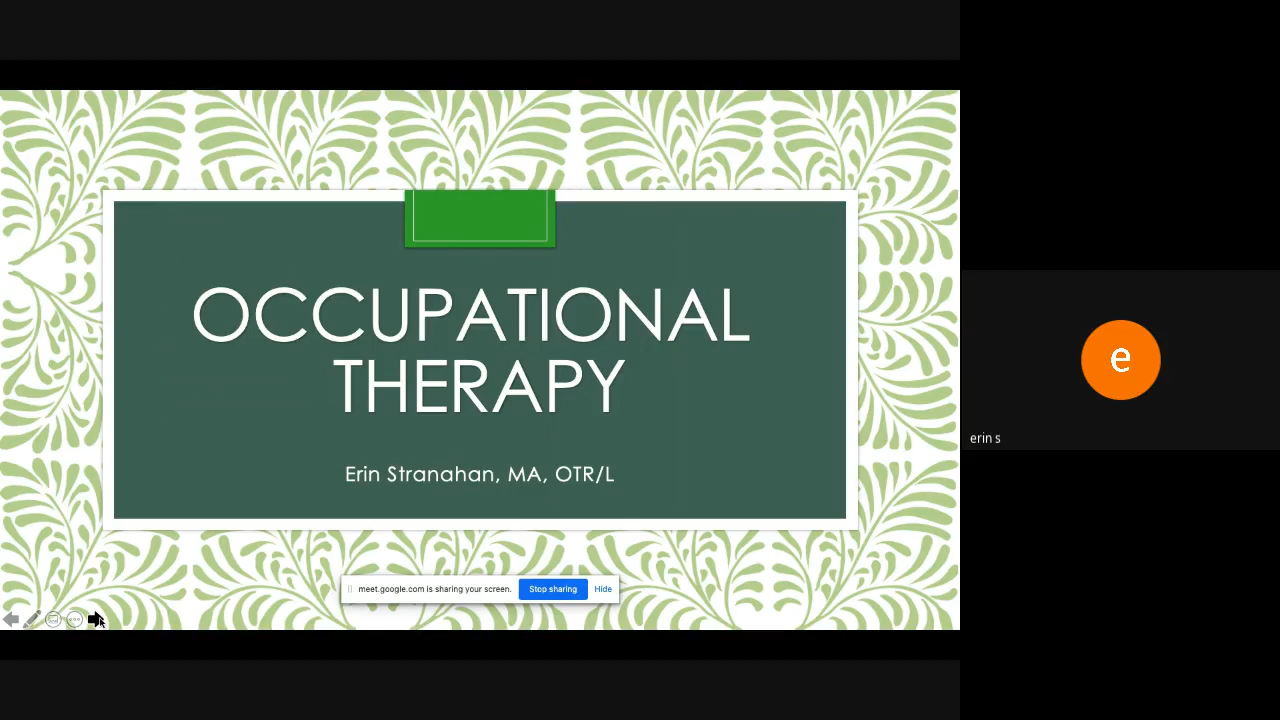 OCCUPATIONAL
THERAPY
Erin Stranahan, MA, OTR/L
meet.google.com is sharing your screen. Stop sharing Hide
e
erin s